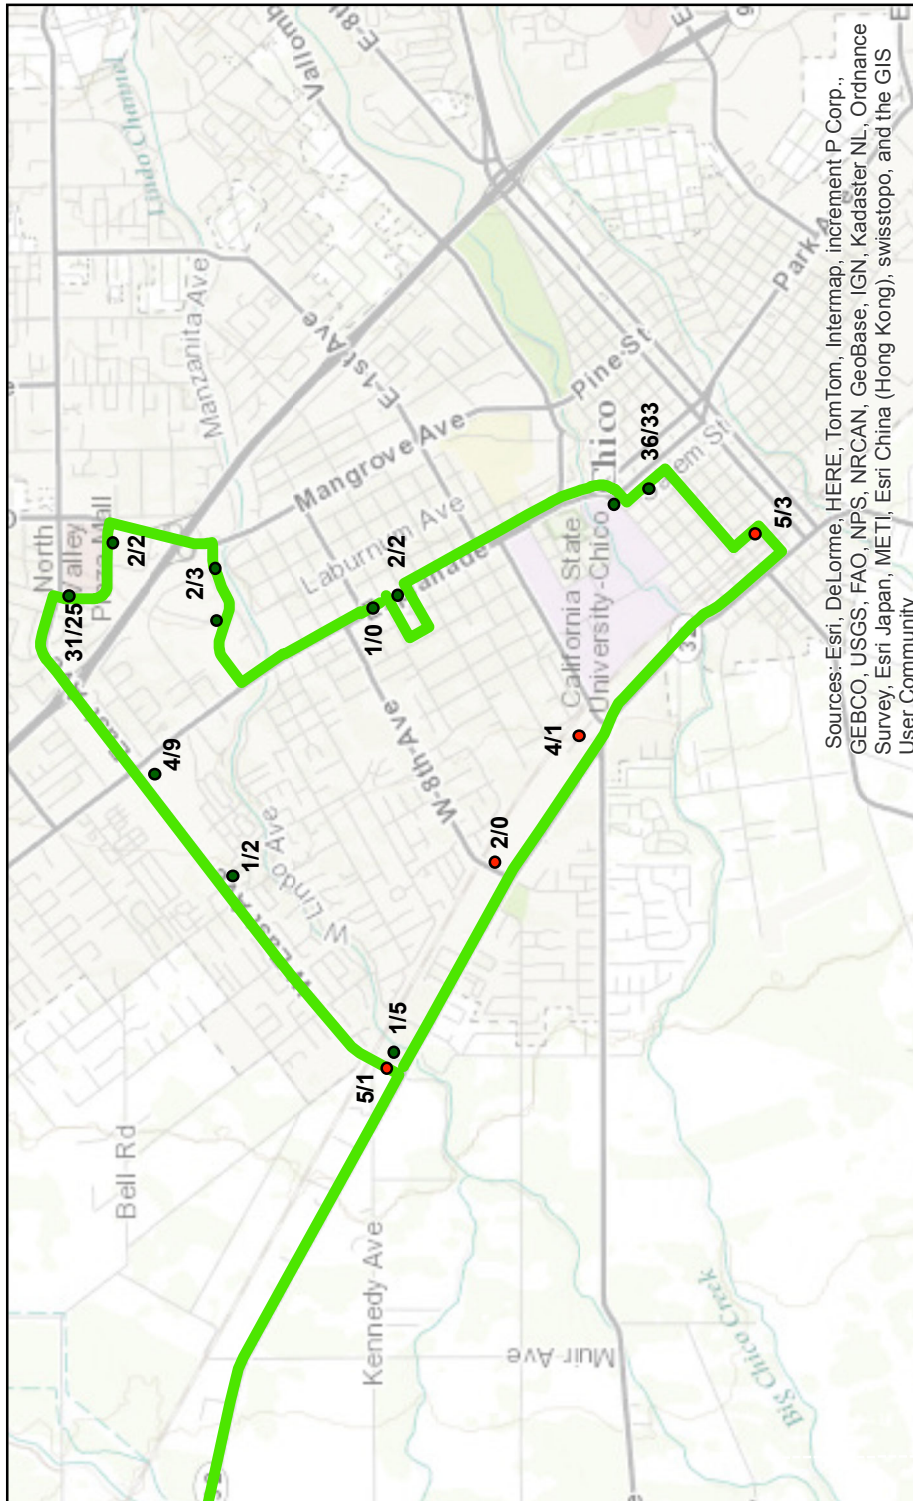 Lindo Channel
Vallomb
E-8th
E
E
9
North
Valley
Plaza Mall
31/25
2/2
Manzanita Ave
2/3
E-1st-Ave
Mangrove Ave
Laburnum Ave
Pine-St
Park-A
Chico
36/33
Salem St
5/3
2/2
1/0
California State
University-Chico
4/9
W-8th-Ave
4/1
1/2
W East Ave
W Lindo Ave
2/0
1/5
5/1
Bell-Rd
Kennedy Ave
Muir Ave
Big Chico Creek
Sources: Esri, DeLorme, HERE, TomTom, Intermap, increment P Corp.,
GEBCO, USGS, FAO, NPS, NRCAN, GeoBase, IGN, Kadaster NL, Ordnance
Survey, Esri Japan, METI, Esri China (Hong Kong), swisstopo, and the GIS
User Community